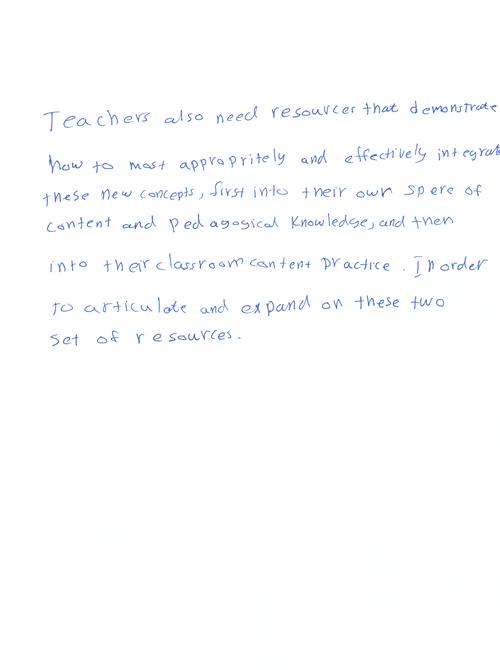 Teachers also need resources that demonstrate
how to most appropritely and effectively integrate
these new concepts, first into their own spere of
content and pedagogical knowledge, and then
into their classroom content practice. In order
to articulate and expand on these two
set of resources.